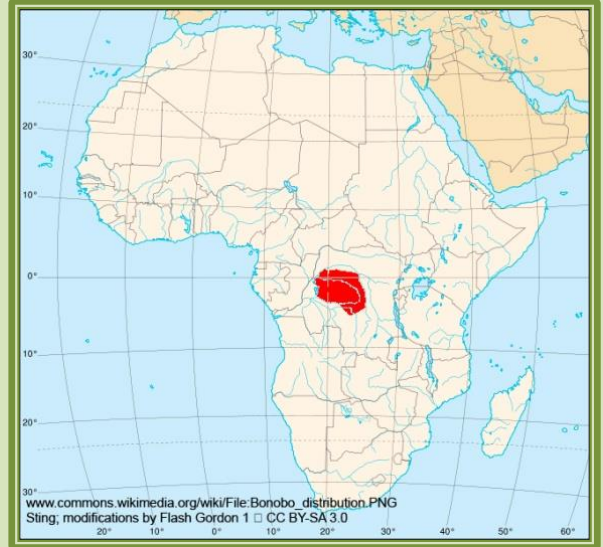 30°
20°
10°
0°
10°
20°
30°
www.commons.wikimedia.org/wiki/File:Bonobo_distribution.PNG
Sting; modifications by Flash Gordon 1 □ CC BY-SA 3.0
20° 10° 0° 10° 20° 30° 40° 50° 60°